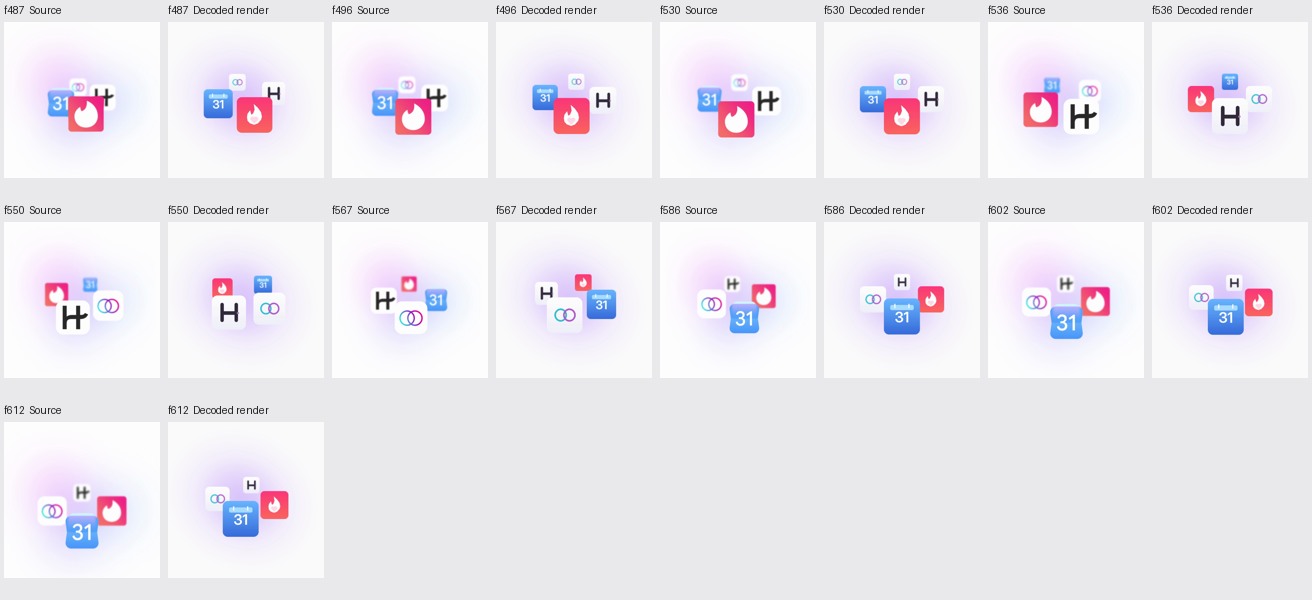 f487 Source f487 Decoded render f496 Source f496 Decoded render f530 Source f530 Decoded render f536 Source f536 Decoded render
31 H 31 H 31 H 31 H 31 H 31 H 31 H 31 H
f550 Source f550 Decoded render f567 Source f567 Decoded render f586 Source f586 Decoded render f602 Source f602 Decoded render
31 H 31 H H 31 H 31 H 31 H 31 H 31 H 31
f612 Source f612 Decoded render
H 31 H 31